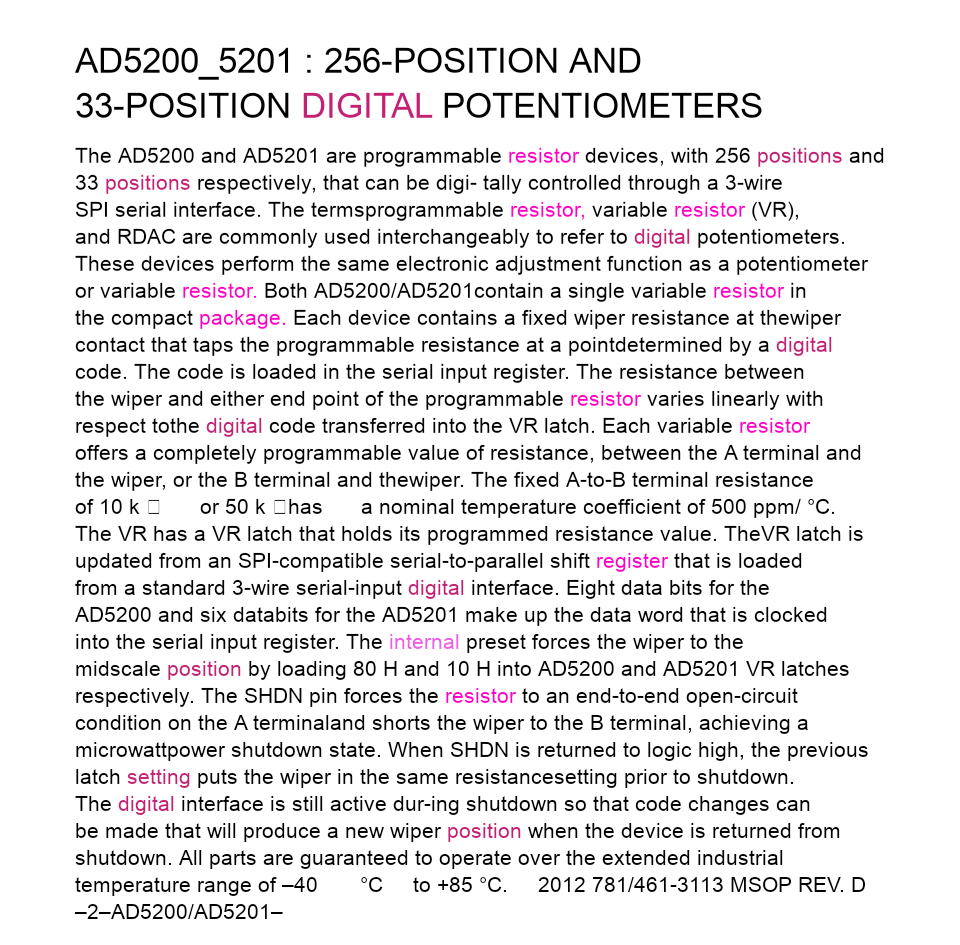 AD5200_5201 : 256-POSITION AND
33-POSITION DIGITAL POTENTIOMETERS
The AD5200 and AD5201 are programmable resistor devices, with 256 positions and
33 positions respectively, that can be digi- tally controlled through a 3-wire
SPI serial interface. The termsprogrammable resistor, variable resistor (VR),
and RDAC are commonly used interchangeably to refer to digital potentiometers.
These devices perform the same electronic adjustment function as a potentiometer
or variable resistor. Both AD5200/AD5201contain a single variable resistor in
the compact package. Each device contains a fixed wiper resistance at thewiper
contact that taps the programmable resistance at a pointdetermined by a digital
code. The code is loaded in the serial input register. The resistance between
the wiper and either end point of the programmable resistor varies linearly with
respect tothe digital code transferred into the VR latch. Each variable resistor
offers a completely programmable value of resistance, between the A terminal and
the wiper, or the B terminal and thewiper. The fixed A-to-B terminal resistance
of 10 k □ or 50 k □has a nominal temperature coefficient of 500 ppm/ °C.
The VR has a VR latch that holds its programmed resistance value. TheVR latch is
updated from an SPI-compatible serial-to-parallel shift register that is loaded
from a standard 3-wire serial-input digital interface. Eight data bits for the
AD5200 and six databits for the AD5201 make up the data word that is clocked
into the serial input register. The internal preset forces the wiper to the
midscale position by loading 80 H and 10 H into AD5200 and AD5201 VR latches
respectively. The SHDN pin forces the resistor to an end-to-end open-circuit
condition on the A terminaland shorts the wiper to the B terminal, achieving a
microwattpower shutdown state. When SHDN is returned to logic high, the previous
latch setting puts the wiper in the same resistancesetting prior to shutdown.
The digital interface is still active dur-ing shutdown so that code changes can
be made that will produce a new wiper position when the device is returned from
shutdown. All parts are guaranteed to operate over the extended industrial
temperature range of –40 °C to +85 °C. 2012 781/461-3113 MSOP REV. D
–2–AD5200/AD5201–